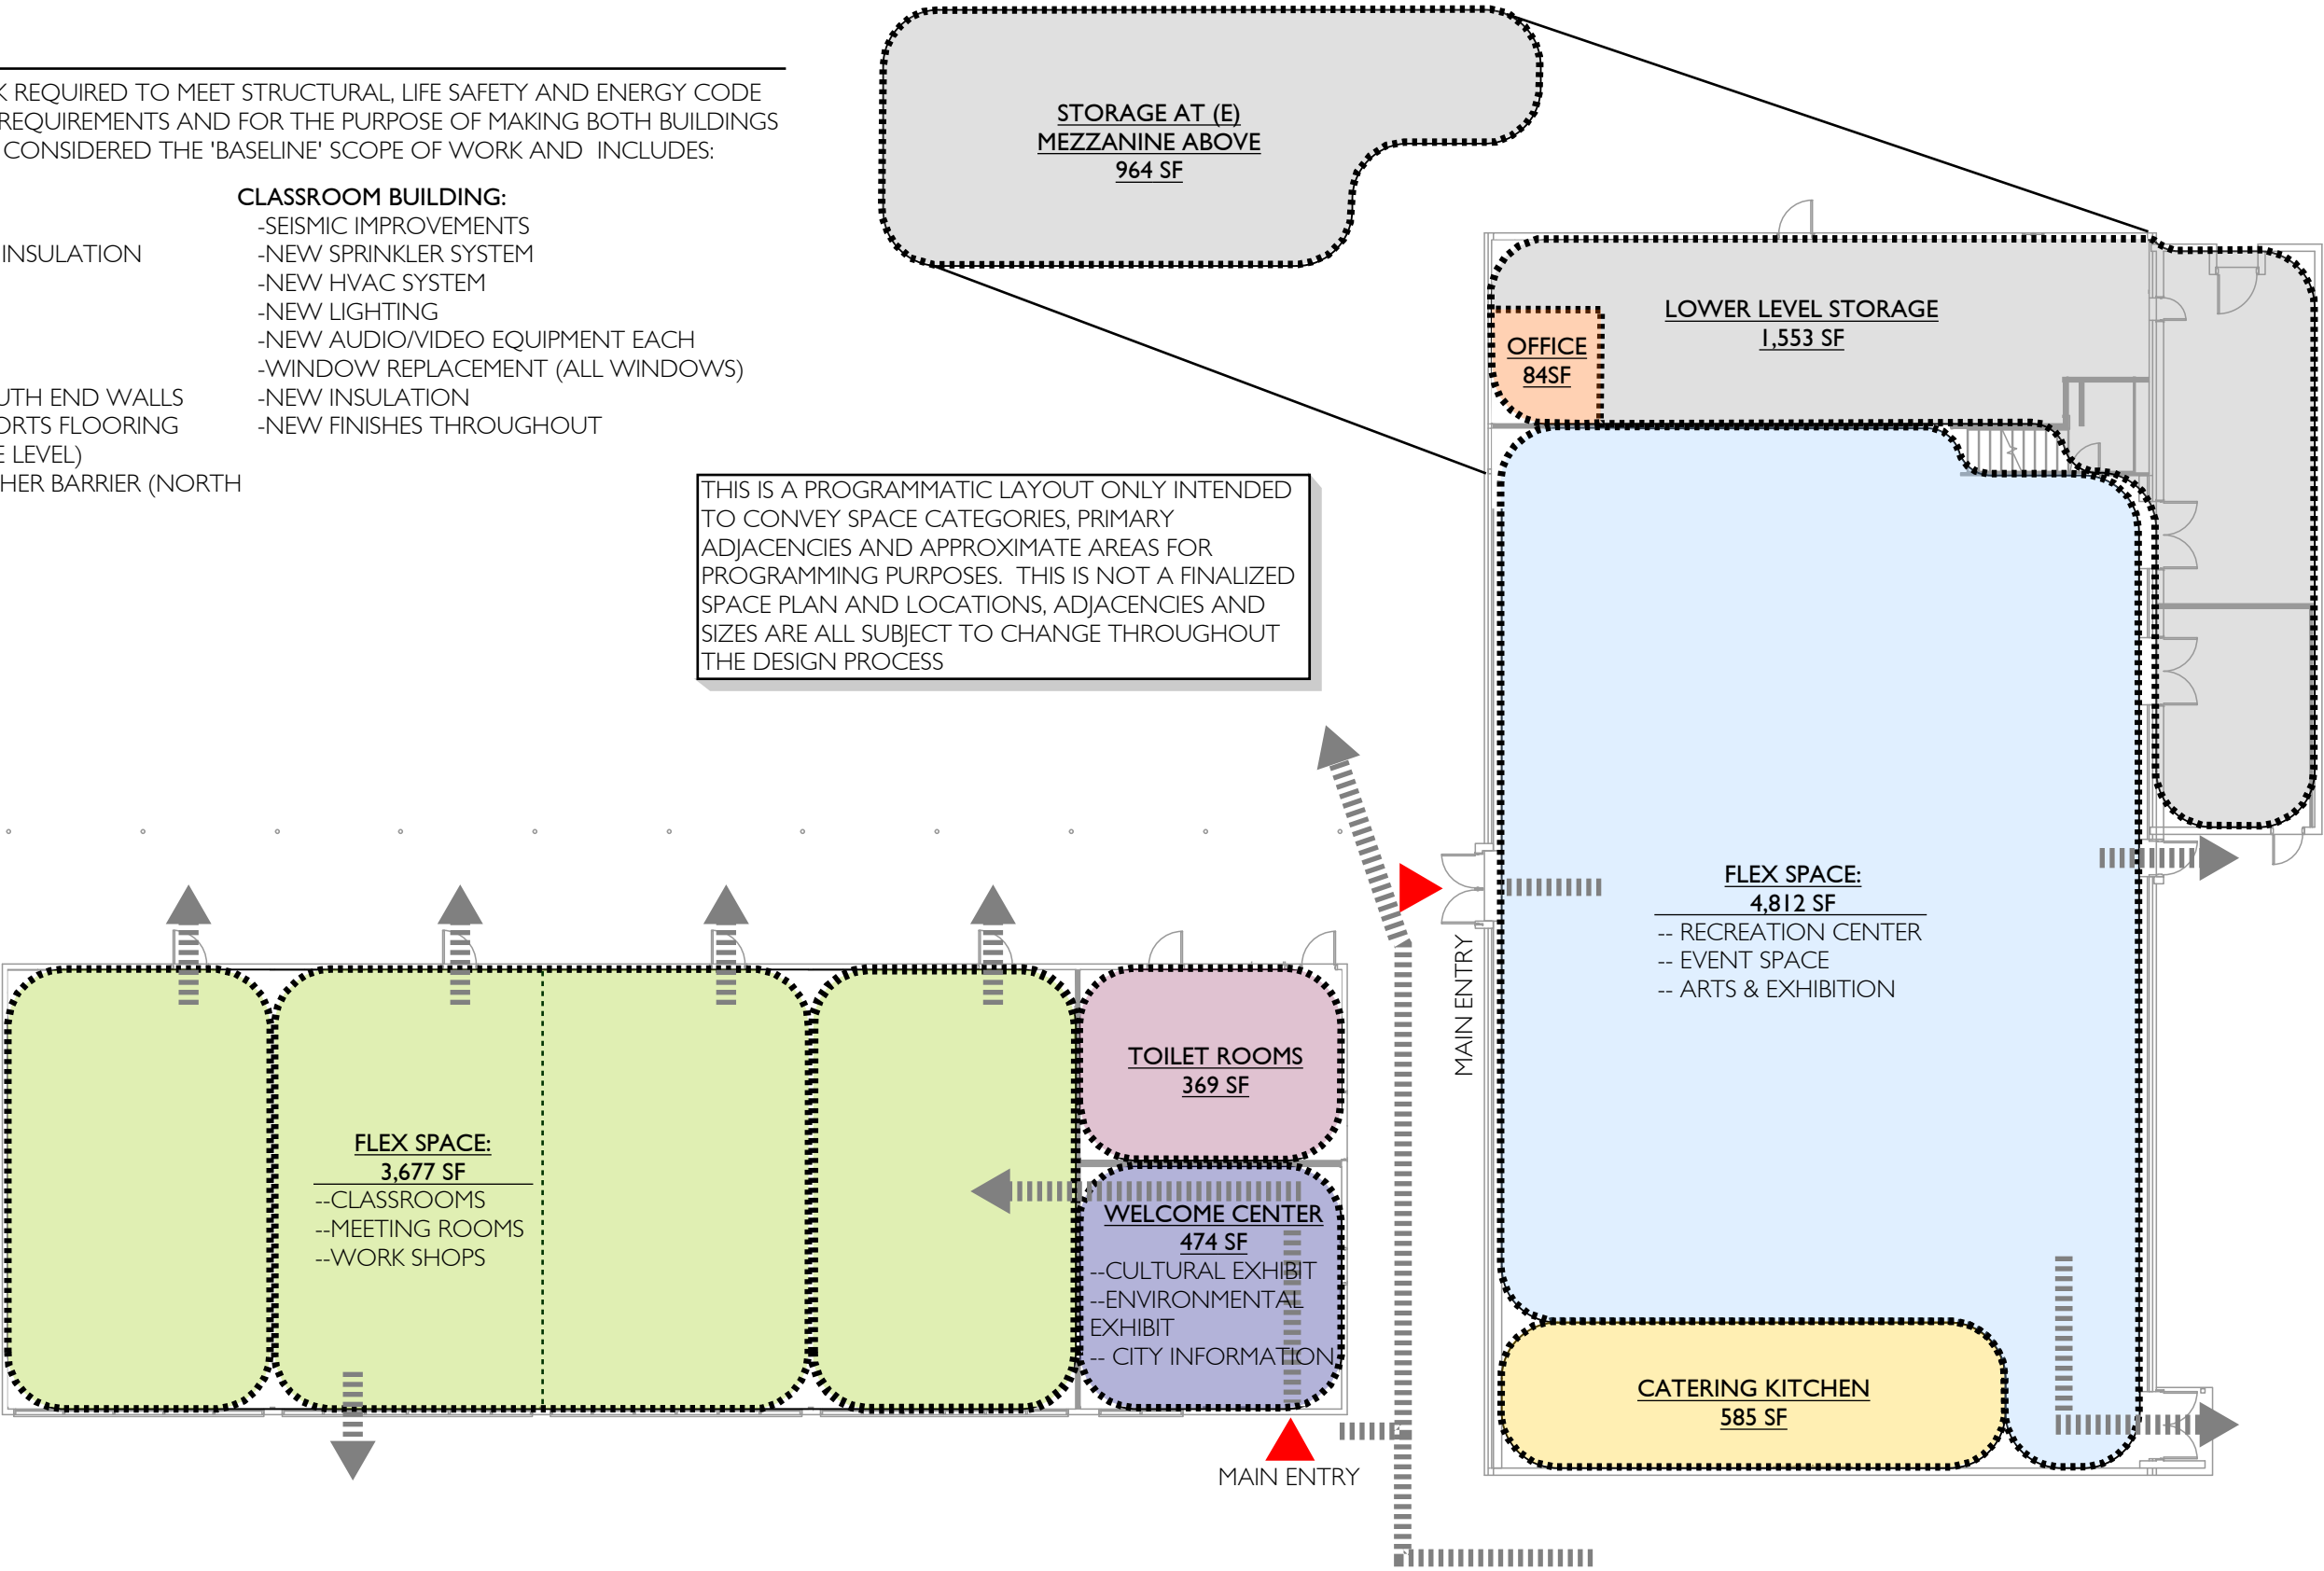 K REQUIRED TO MEET STRUCTURAL, LIFE SAFETY AND ENERGY CODE
REQUIREMENTS AND FOR THE PURPOSE OF MAKING BOTH BUILDINGS
CONSIDERED THE 'BASELINE' SCOPE OF WORK AND INCLUDES:
INSULATION
UTH END WALLS
ORTS FLOORING
E LEVEL)
HER BARRIER (NORTH
CLASSROOM BUILDING:
-SEISMIC IMPROVEMENTS
-NEW SPRINKLER SYSTEM
-NEW HVAC SYSTEM
-NEW LIGHTING
-NEW AUDIO/VIDEO EQUIPMENT EACH
-WINDOW REPLACEMENT (ALL WINDOWS)
-NEW INSULATION
-NEW FINISHES THROUGHOUT
STORAGE AT (E)
MEZZANINE ABOVE
964 SF
LOWER LEVEL STORAGE
1,553 SF
OFFICE
84SF
THIS IS A PROGRAMMATIC LAYOUT ONLY INTENDED
TO CONVEY SPACE CATEGORIES, PRIMARY
ADJACENCIES AND APPROXIMATE AREAS FOR
PROGRAMMING PURPOSES. THIS IS NOT A FINALIZED
SPACE PLAN AND LOCATIONS, ADJACENCIES AND
SIZES ARE ALL SUBJECT TO CHANGE THROUGHOUT
THE DESIGN PROCESS
FLEX SPACE:
4,812 SF
-- RECREATION CENTER
-- EVENT SPACE
-- ARTS & EXHIBITION
MAIN ENTRY
TOILET ROOMS
369 SF
FLEX SPACE:
3,677 SF
--CLASSROOMS
--MEETING ROOMS
--WORK SHOPS
WELCOME CENTER
474 SF
--CULTURAL EXHIBIT
--ENVIRONMENTAL
EXHIBIT
-- CITY INFORMATION
CATERING KITCHEN
585 SF
MAIN ENTRY